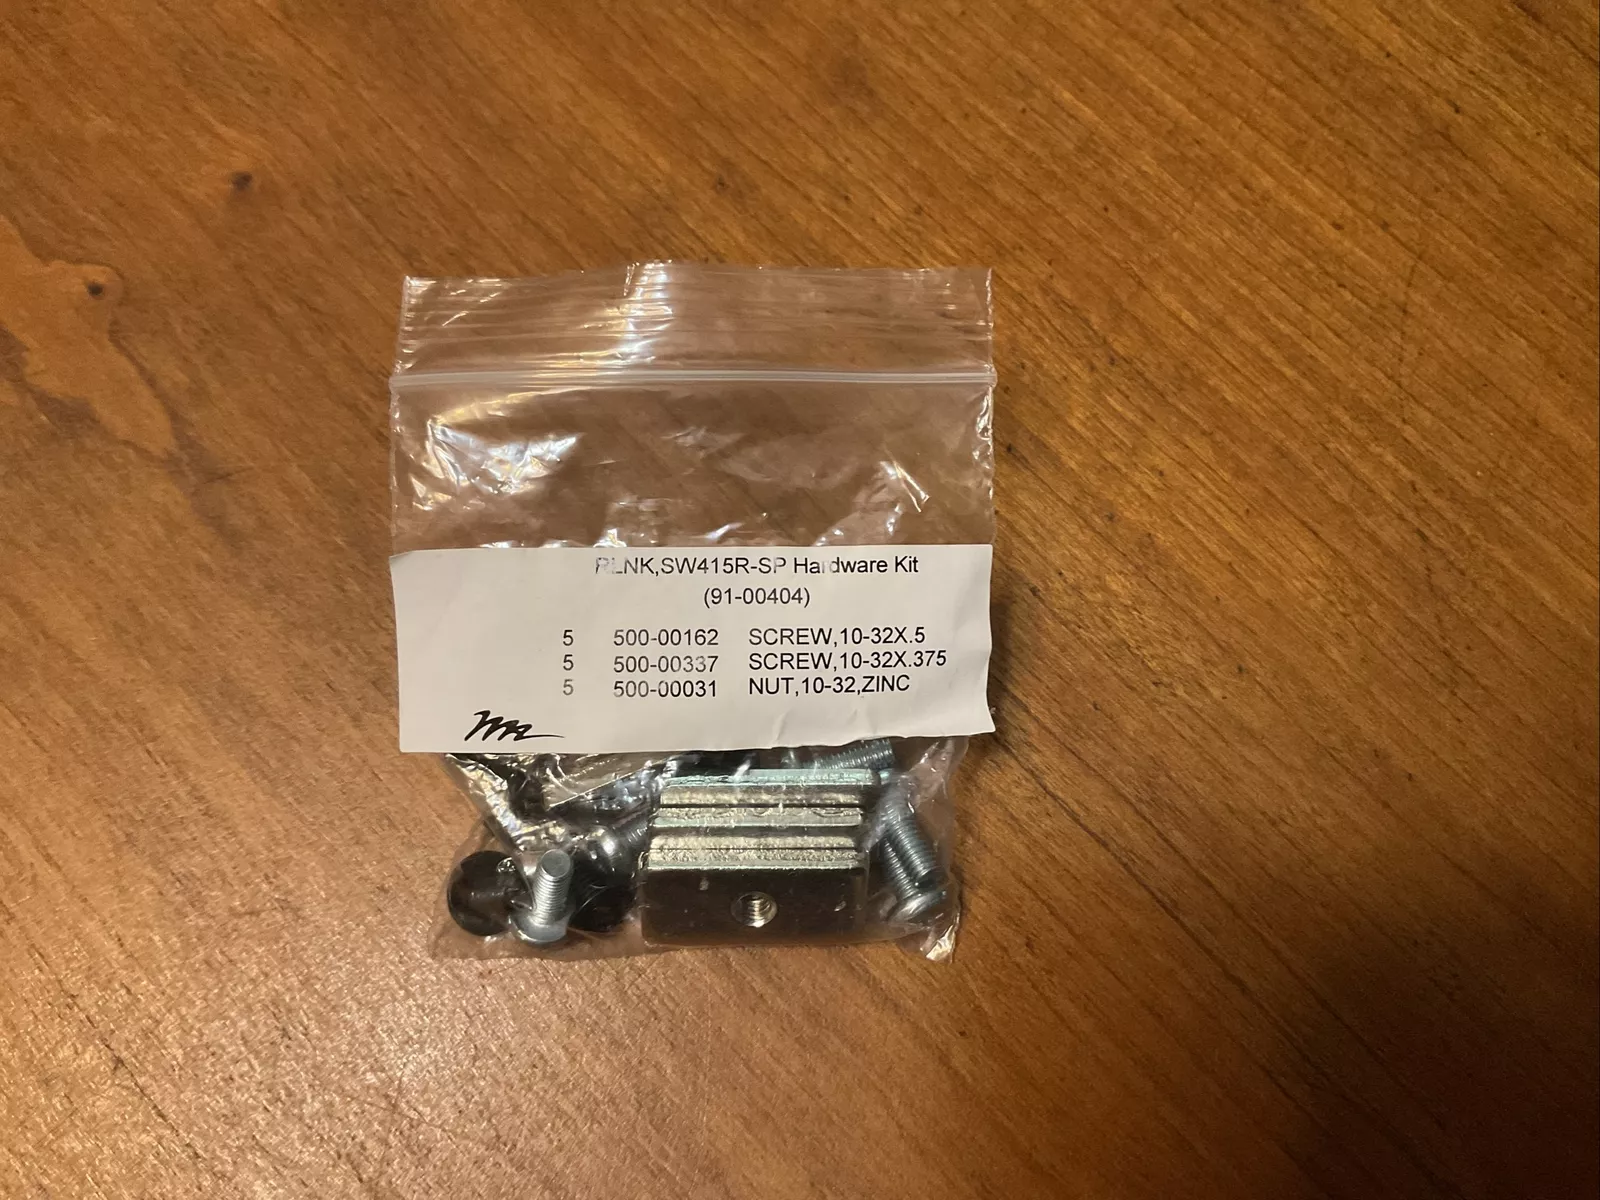 RLNK,SW415R-SP Hardware Kit
(91-00404)
5 500-00162 SCREW,10-32X.5
5 500-00337 SCREW,10-32X.375
5 500-00031 NUT,10-32,ZINC